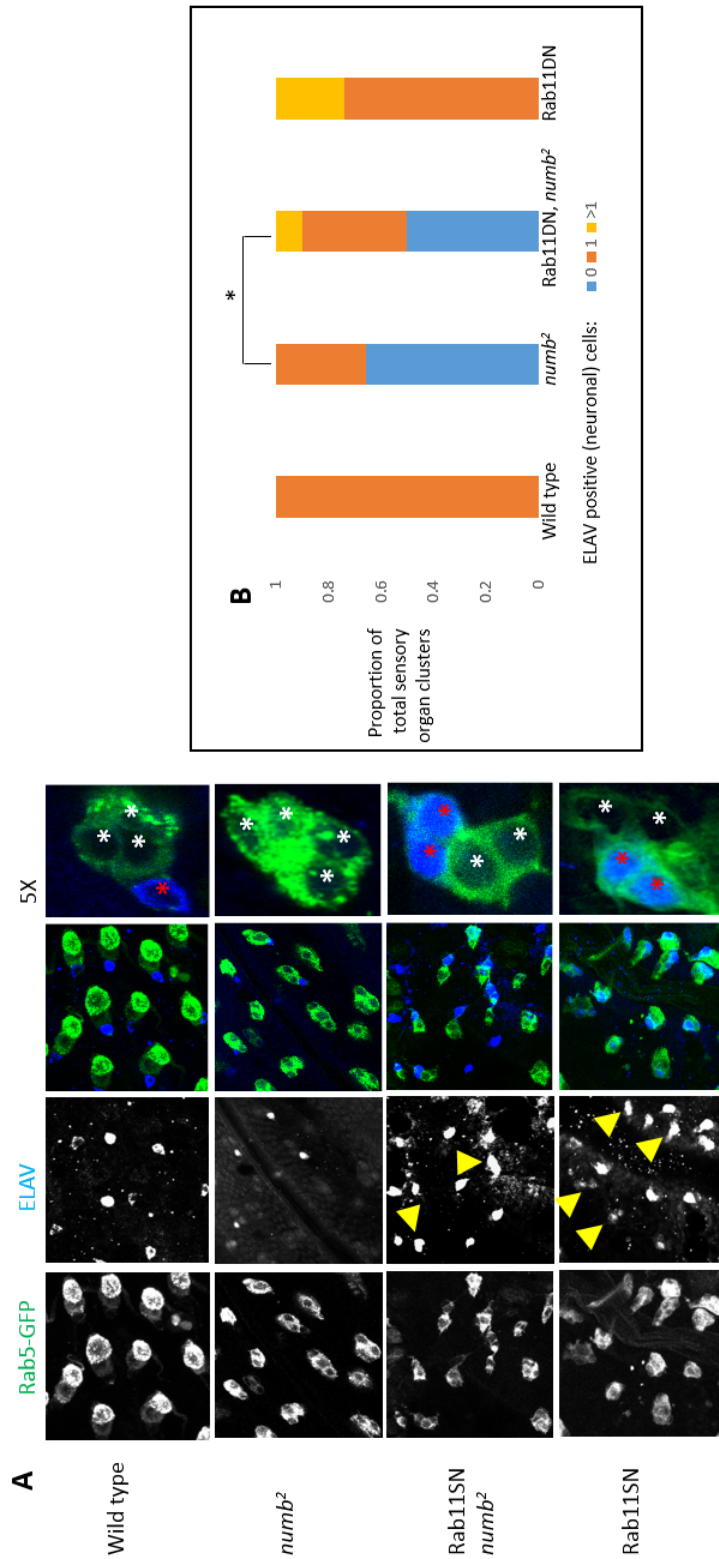 A
Rab5-GFP
ELAV
5X
Wild type
numb²
Rab11SN
numb²
Rab11SN
B
Proportion of
total sensory
organ clusters
1
0.8
0.6
0.4
0.2
0
*
Wild type
numb²
Rab11DN, numb²
Rab11DN
ELAV positive (neuronal) cells:
0 1 >1